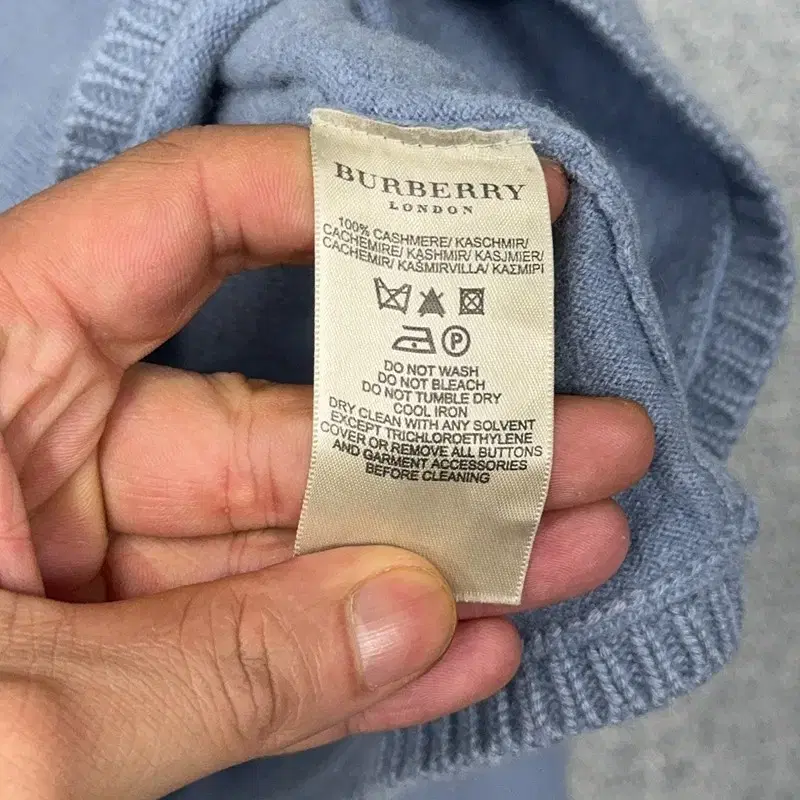 BURBERRY
LONDON
100% CASHMERE/ KASCHMIR/
CACHEMIRE/ KASHMIR/ KASJMIER/
CACHEMIR/ KAŠMIRVILLA/ ΚΑΣΜΙΡΙ
P
DO NOT WASH
DO NOT BLEACH
DO NOT TUMBLE DRY
COOL IRON
DRY CLEAN WITH ANY SOLVENT
EXCEPT TRICHLOROETHYLENE
COVER OR REMOVE ALL BUTTONS
AND GARMENT ACCESSORIES
BEFORE CLEANING